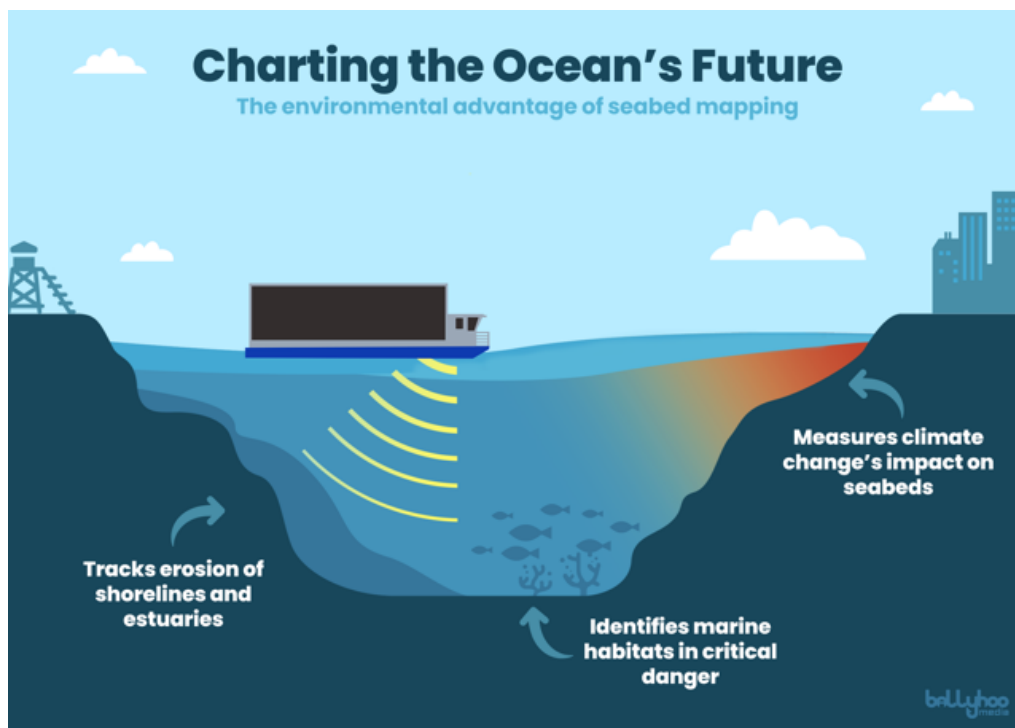 Charting the Ocean's Future
The environmental advantage of seabed mapping
Measures climate
change's impact on
seabeds
Tracks erosion of
shorelines and
estuaries
Identifies marine
habitats in critical
danger
ballyhoo
media